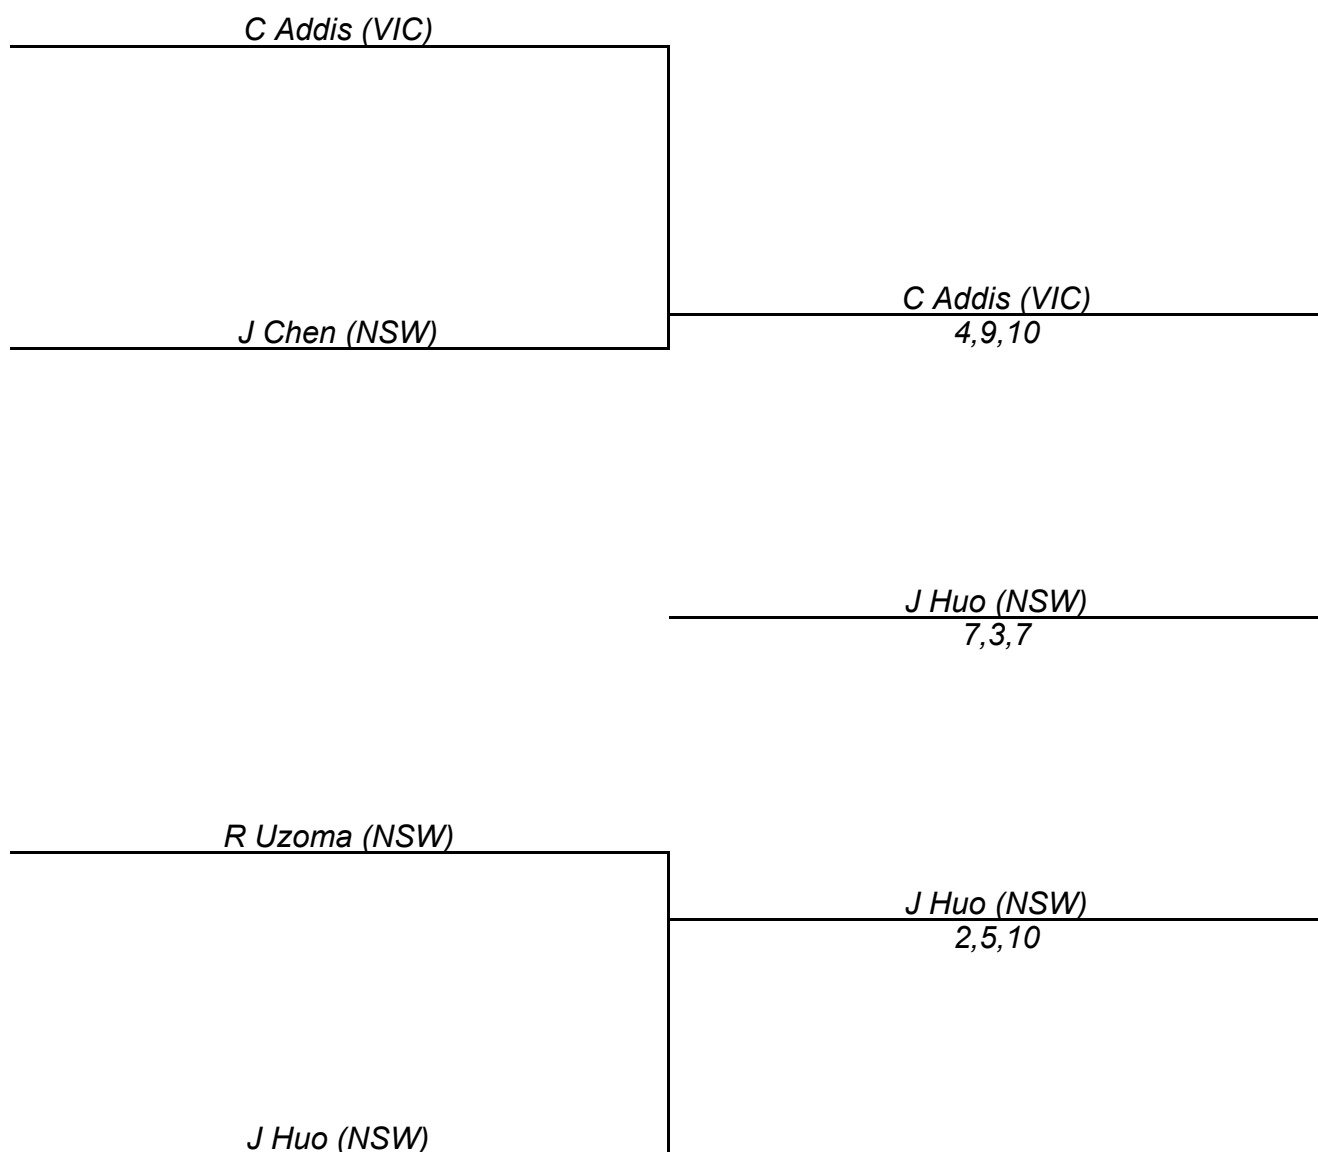 C Addis (VIC)
C Addis (VIC)
J Chen (NSW)
4,9,10
J Huo (NSW)
7,3,7
R Uzoma (NSW)
J Huo (NSW)
2,5,10
J Huo (NSW)